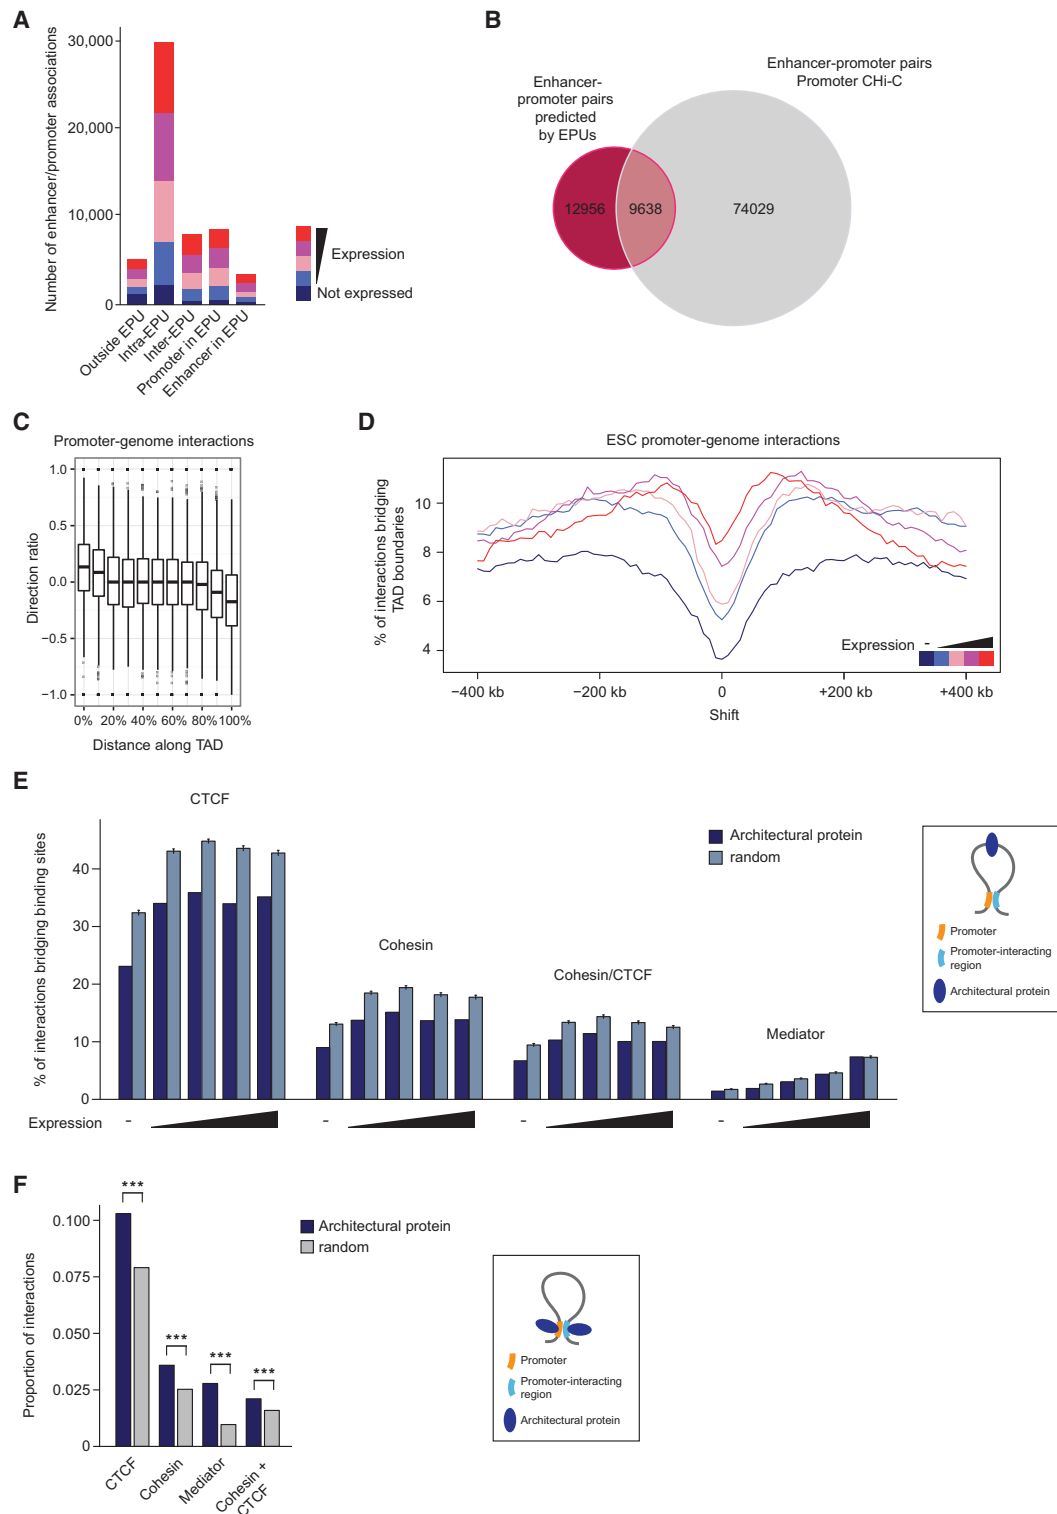 A
Number of enhancer/promoter associations
30,000
20,000
10,000
0
Outside EPU
Intra-EPU
Inter-EPU
Promoter in EPU
Enhancer in EPU
Expression
Not expressed
B
Enhancer-
promoter pairs
predicted
by EPUs
Enhancer-promoter pairs
Promoter CHi-C
12956
9638
74029
C
Promoter-genome interactions
Direction ratio
1.0
0.5
0.0
−0.5
−1.0
0% 20% 40% 60% 80% 100%
Distance along TAD
D
ESC promoter-genome interactions
% of interactions bridging
TAD boundaries
10
8
6
4
Expression -
−400 kb −200 kb 0 +200 kb +400 kb
Shift
E
% of interactions bridging binding sites
40
30
20
10
0
CTCF
Cohesin
Cohesin/CTCF
Mediator
Architectural protein
random
Expression - - - -
Promoter
Promoter-interacting
region
Architectural protein
F
Proportion of interactions
0.100
0.075
0.050
0.025
0
***
***
***
***
CTCF
Cohesin
Mediator
Cohesin +
CTCF
Architectural protein
random
Promoter
Promoter-interacting
region
Architectural protein